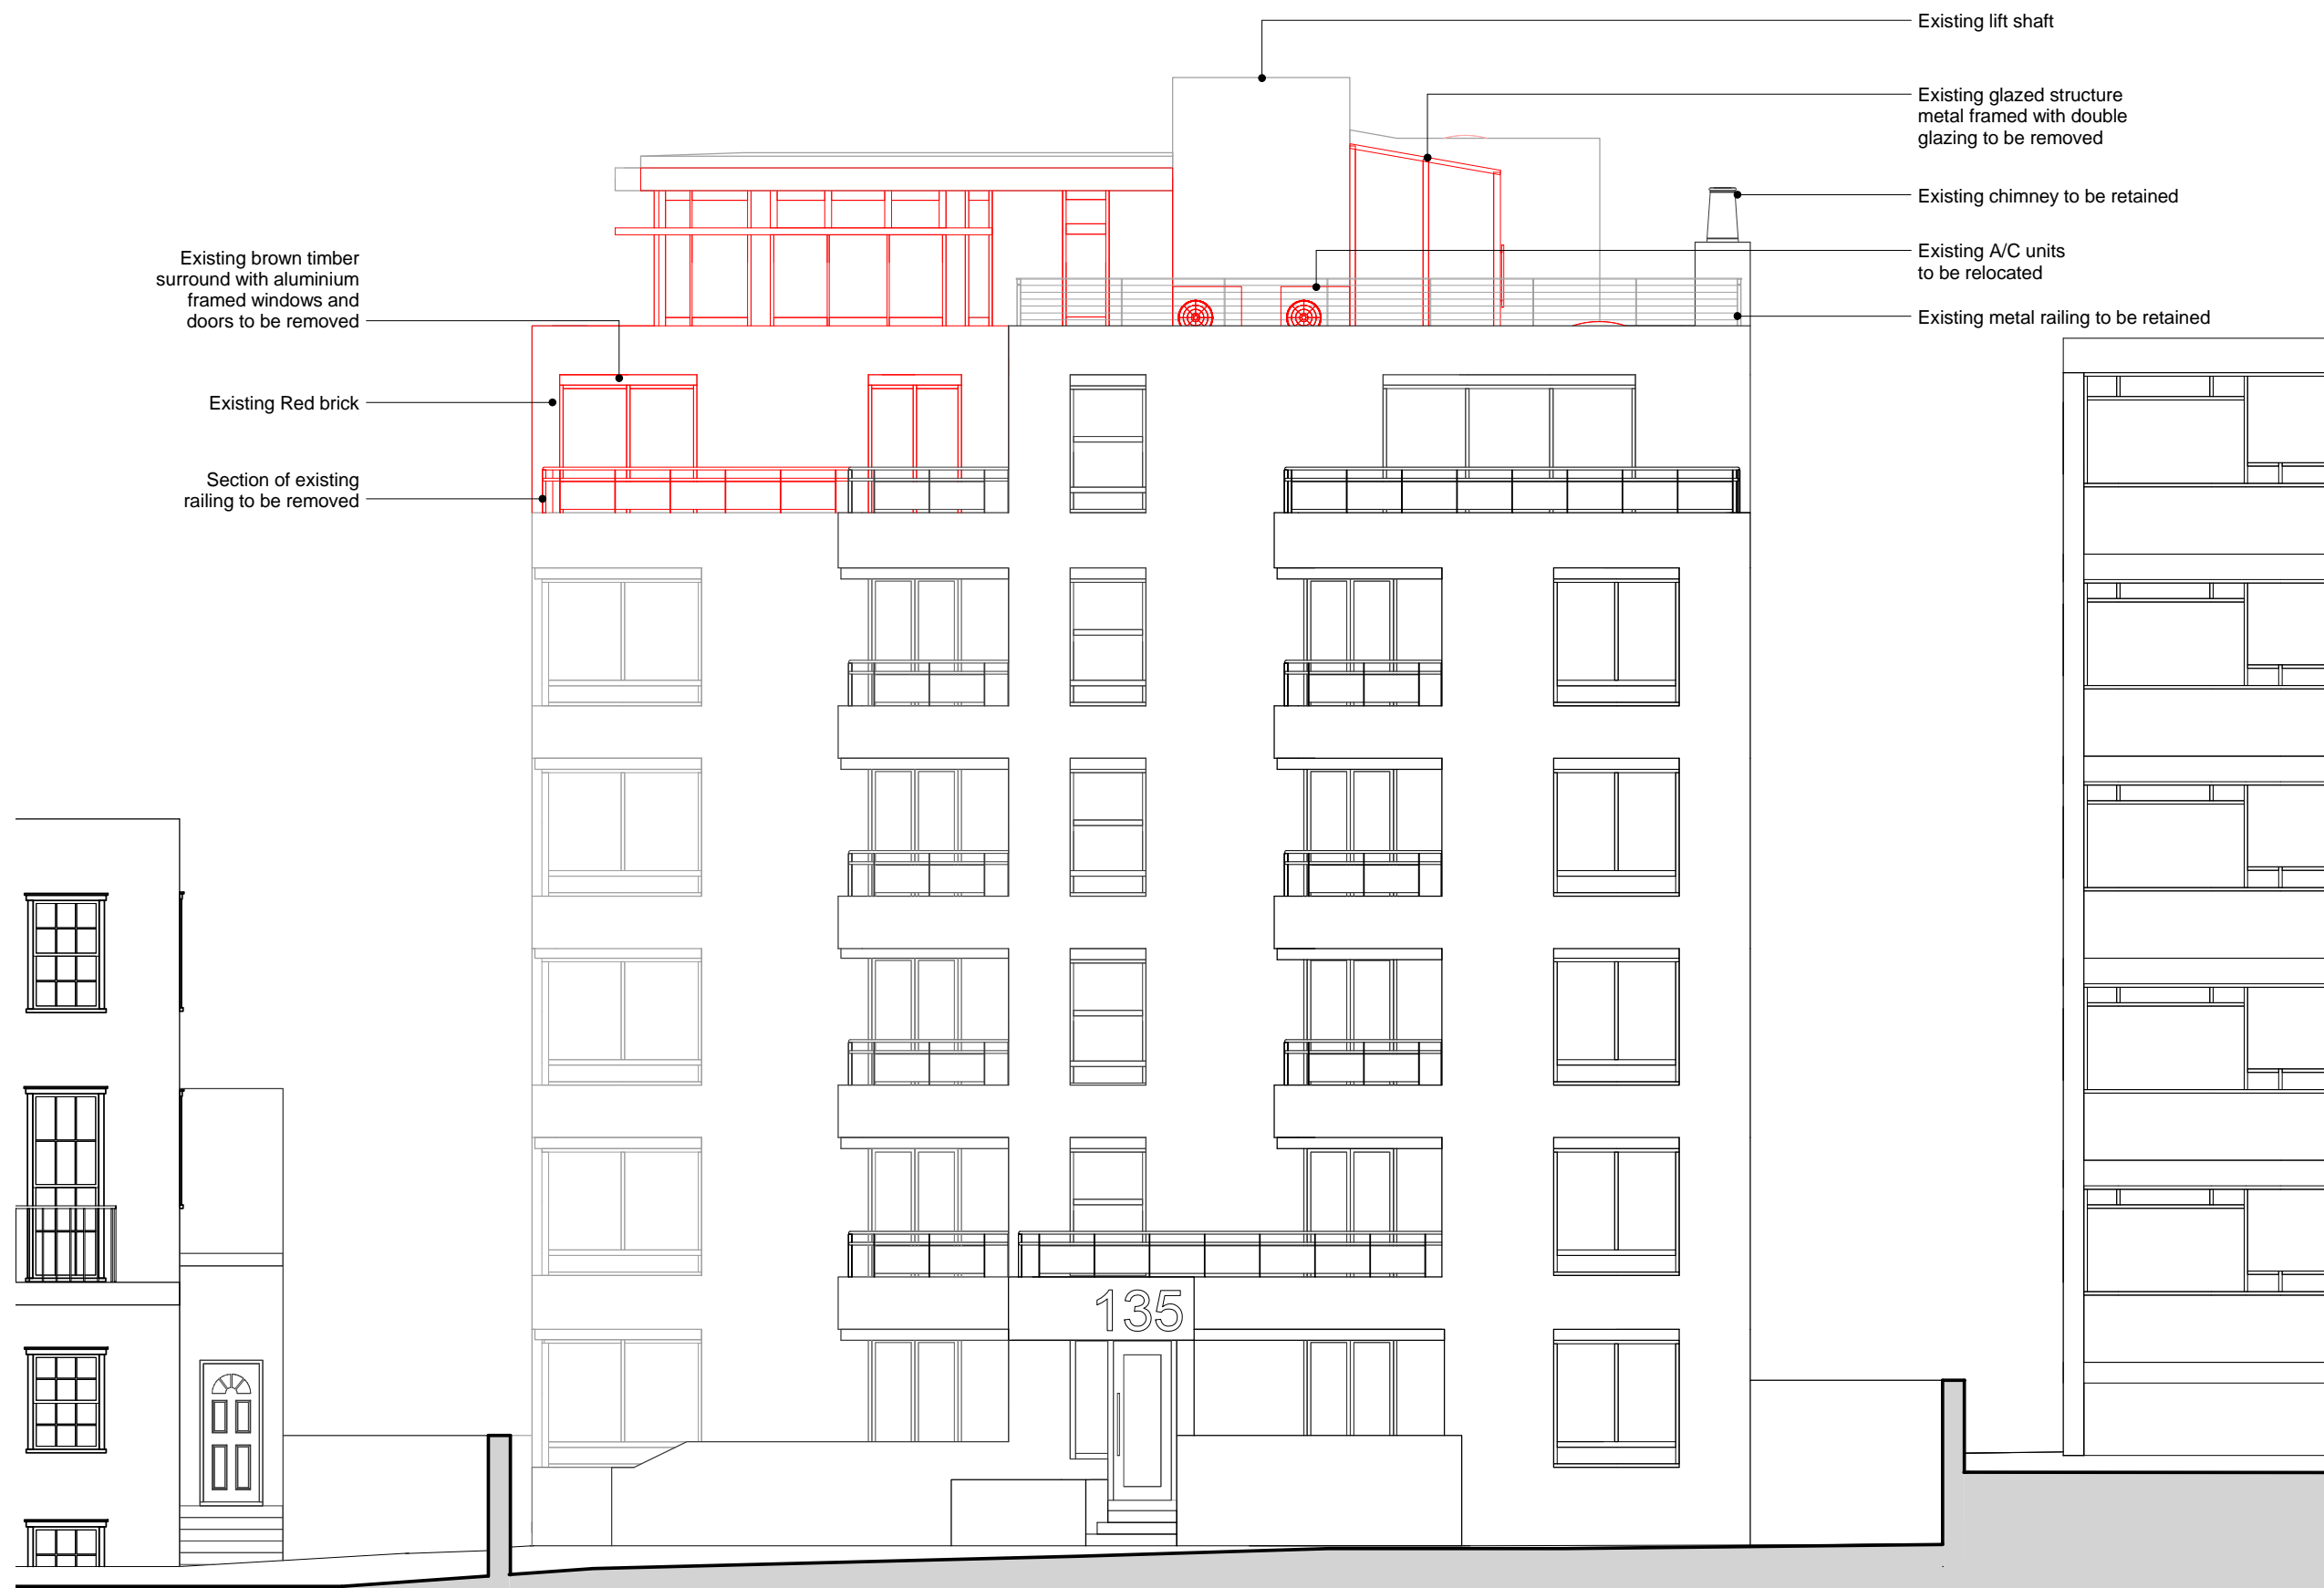 Existing lift shaft
Existing glazed structure
metal framed with double
glazing to be removed
Existing chimney to be retained
Existing A/C units
to be relocated
Existing metal railing to be retained
Existing brown timber
surround with aluminium
framed windows and
doors to be removed
Existing Red brick
Section of existing
railing to be removed
135